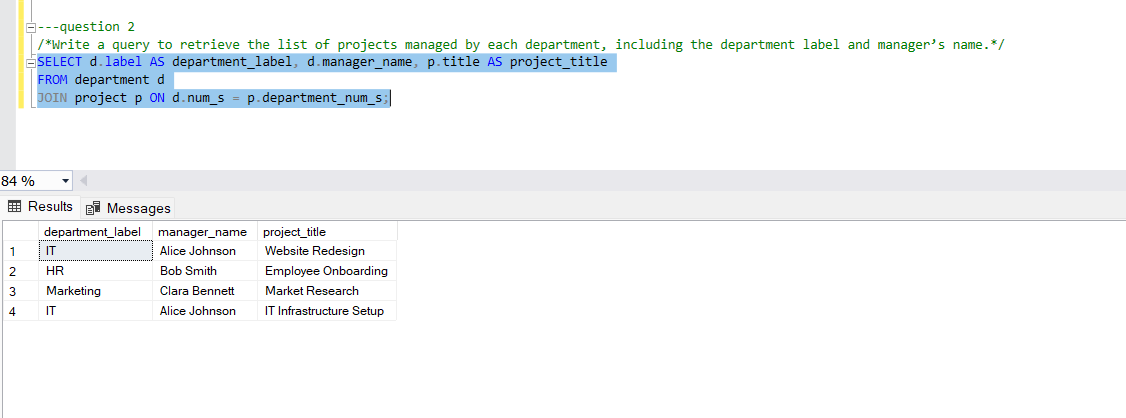 ---question 2
/*Write a query to retrieve the list of projects managed by each department, including the department label and manager’s name.*/
SELECT d.label AS department_label, d.manager_name, p.title AS project_title
FROM department d
JOIN project p ON d.num_s = p.department_num_s;
84 %
Results Messages
department_label manager_name project_title
1 IT Alice Johnson Website Redesign
2 HR Bob Smith Employee Onboarding
3 Marketing Clara Bennett Market Research
4 IT Alice Johnson IT Infrastructure Setup